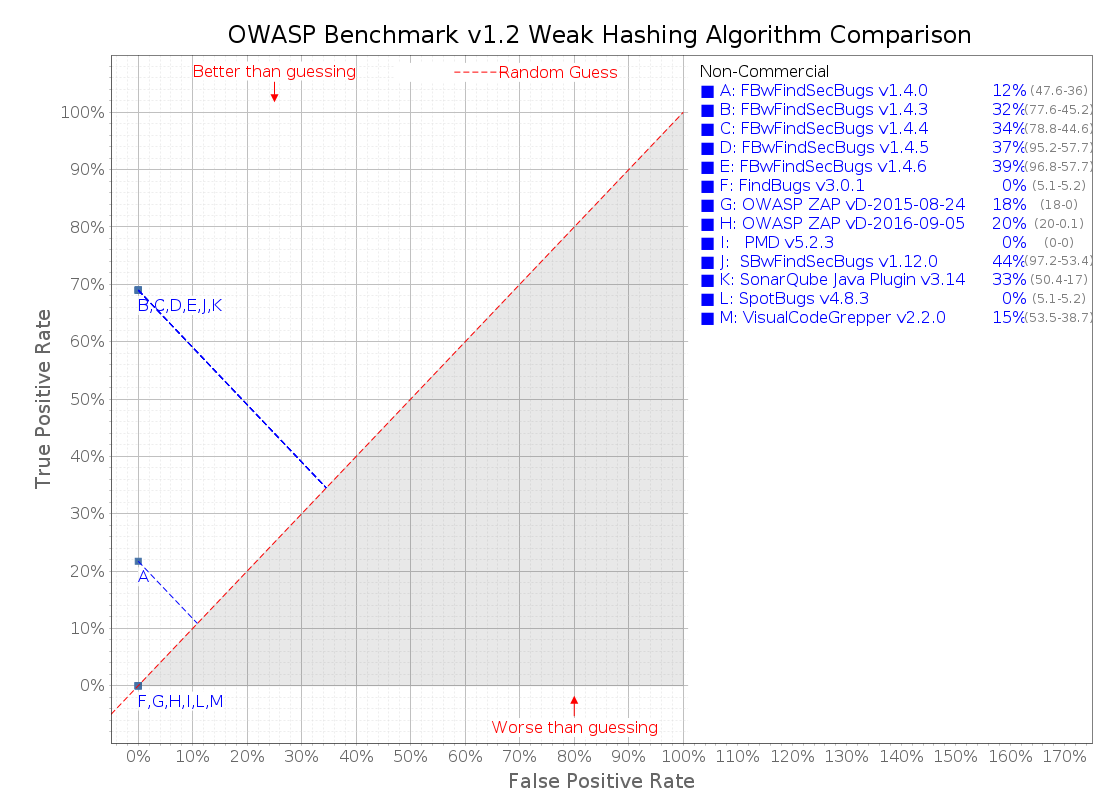 OWASP Benchmark v1.2 Weak Hashing Algorithm Comparison
Better than guessing
Random Guess
Non-Commercial
A: FBwFindSecBugs v1.4.0 12% (47.6-36)
B: FBwFindSecBugs v1.4.3 32% (77.6-45.2)
C: FBwFindSecBugs v1.4.4 34% (78.8-44.6)
D: FBwFindSecBugs v1.4.5 37% (95.2-57.7)
E: FBwFindSecBugs v1.4.6 39% (96.8-57.7)
F: FindBugs v3.0.1 0% (5.1-5.2)
G: OWASP ZAP vD-2015-08-24 18% (18-0)
H: OWASP ZAP vD-2016-09-05 20% (20-0.1)
I: PMD v5.2.3 0% (0-0)
J: SBwFindSecBugs v1.12.0 44% (97.2-53.4)
K: SonarQube Java Plugin v3.14 33% (50.4-17)
L: SpotBugs v4.8.3 0% (5.1-5.2)
M: VisualCodeGrepper v2.2.0 15% (53.5-38.7)
100%
90%
80%
70%
60%
50%
40%
30%
20%
10%
0%
True Positive Rate
B,C,D,E,J,K
A
F,G,H,I,L,M
Worse than guessing
0% 10% 20% 30% 40% 50% 60% 70% 80% 90% 100% 110% 120% 130% 140% 150% 160% 170%
False Positive Rate